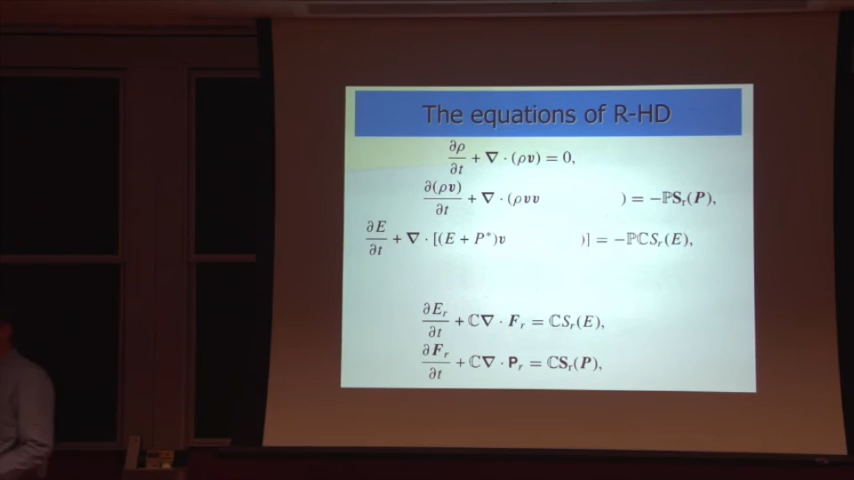 The equations of R-HD
∂ρ/∂t + ∇ · (ρv) = 0,
∂(ρv)/∂t + ∇ · (ρvv ) = −ℙS_r(P),
∂E/∂t + ∇ · [(E + P*)v )] = −ℙℂS_r(E),
∂E_r/∂t + ℂ∇ · F_r = ℂS_r(E),
∂F_r/∂t + ℂ∇ · P_r = ℂS_r(P),